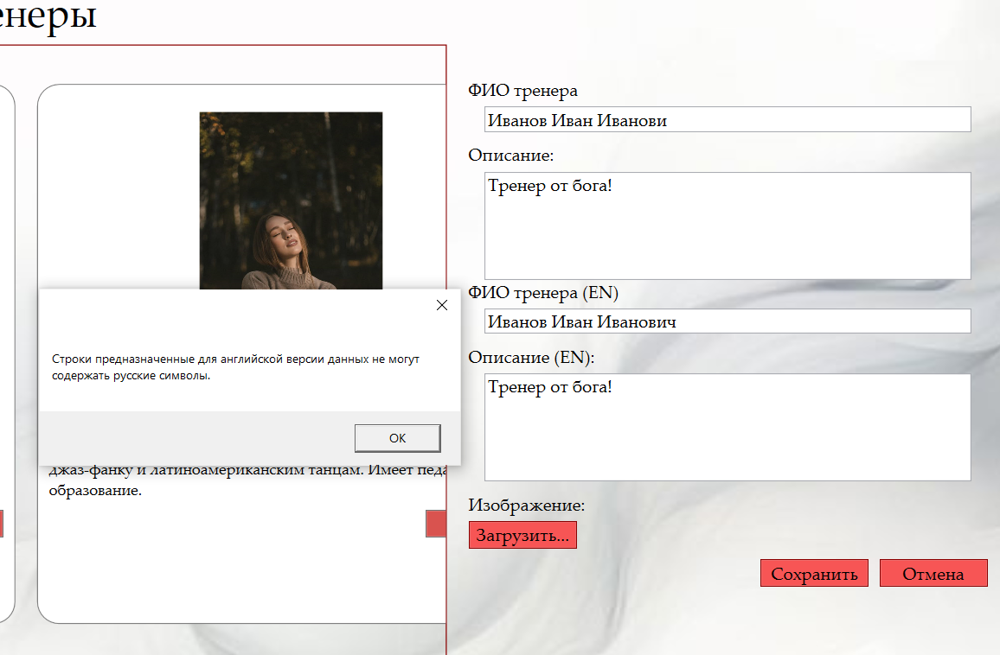 ФИО тренера
Иванов Иван Иванови
Описание:
Тренер от бога!
ФИО тренера (EN)
Иванов Иван Иванович
Описание (EN):
Тренер от бога!
Изображение:
Загрузить...
Сохранить Отмена
Строки предназначенные для английской версии данных не могут
содержать русские символы.
OK
джаз-фанку и латиноамериканским танцам. Имеет
образование.